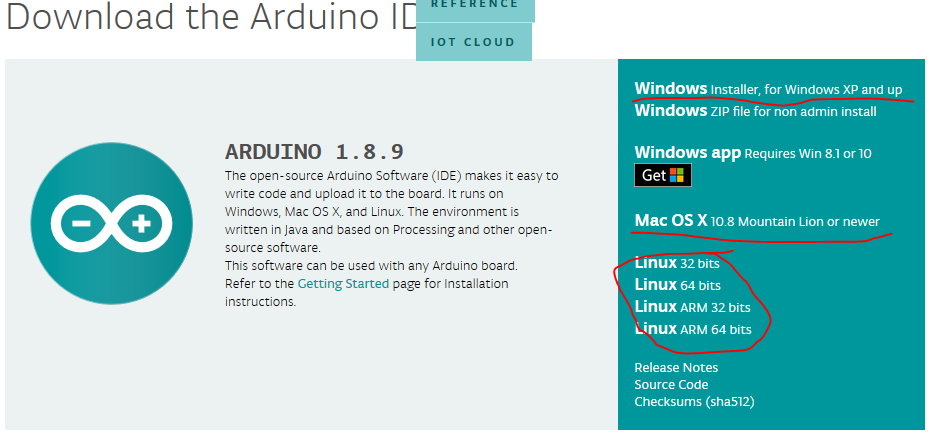 REFERENCE
Download the Arduino ID
IOT CLOUD
ARDUINO 1.8.9
The open-source Arduino Software (IDE) makes it easy to
write code and upload it to the board. It runs on
Windows, Mac OS X, and Linux. The environment is
written in Java and based on Processing and other open-
source software.
This software can be used with any Arduino board.
Refer to the Getting Started page for Installation
instructions.
Windows Installer, for Windows XP and up
Windows ZIP file for non admin install
Windows app Requires Win 8.1 or 10
Get
Mac OS X 10.8 Mountain Lion or newer
Linux 32 bits
Linux 64 bits
Linux ARM 32 bits
Linux ARM 64 bits
Release Notes
Source Code
Checksums (sha512)